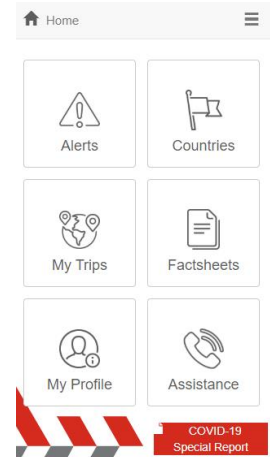 Home
Alerts
Countries
My Trips
Factsheets
My Profile
Assistance
COVID-19
Special Report